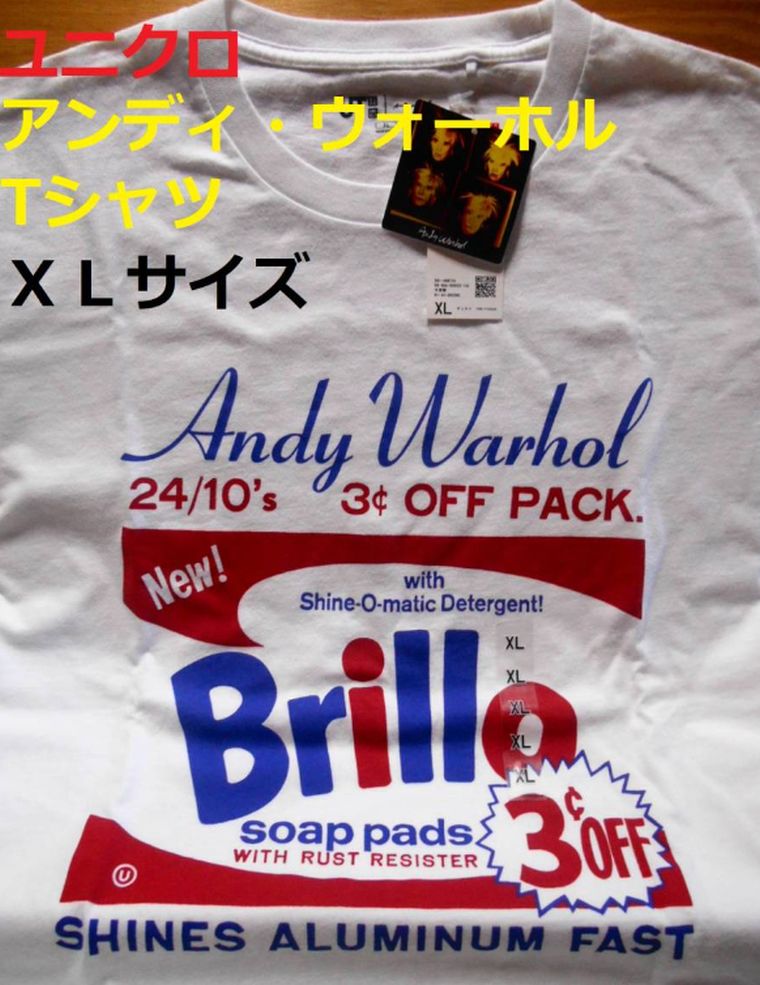 ユニクロ
アンディ・ウォーホル
Tシャツ
XLサイズ
Andy Warhol
XL
Andy Warhol
24/10's 3¢ OFF PACK.
New!
with
Shine-O-matic Detergent!
XL
XL
XL
XL
XL
Brillo
soap pads
WITH RUST RESISTER
3¢ OFF
U
SHINES ALUMINUM FAST